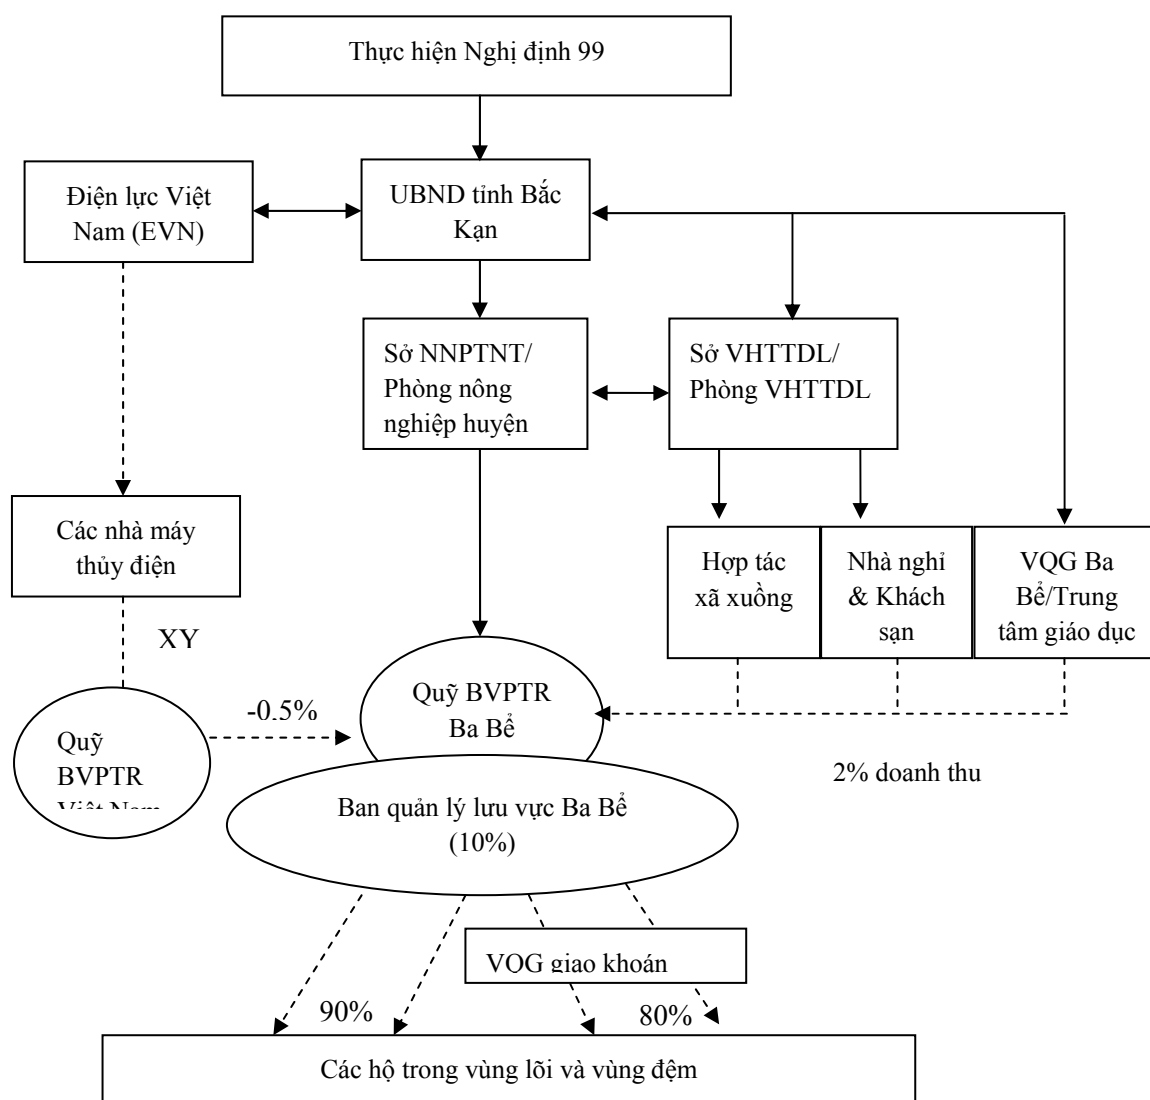 Thực hiện Nghị định 99
Điện lực Việt
Nam (EVN)
UBND tỉnh Bắc
Kạn
Sở NNPTNT/
Phòng nông
nghiệp huyện
Sở VHTTDL/
Phòng VHTTDL
Các nhà máy
thủy điện
Hợp tác
xã xuồng
Nhà nghỉ
& Khách
sạn
VQG Ba
Bể/Trung
tâm giáo dục
XY
-0.5%
Quỹ
BVPTR
Việt Nam
Quỹ BVPTR
Ba Bể
2% doanh thu
Ban quản lý lưu vực Ba Bể
(10%)
VQG giao khoán
90%
80%
Các hộ trong vùng lõi và vùng đệm